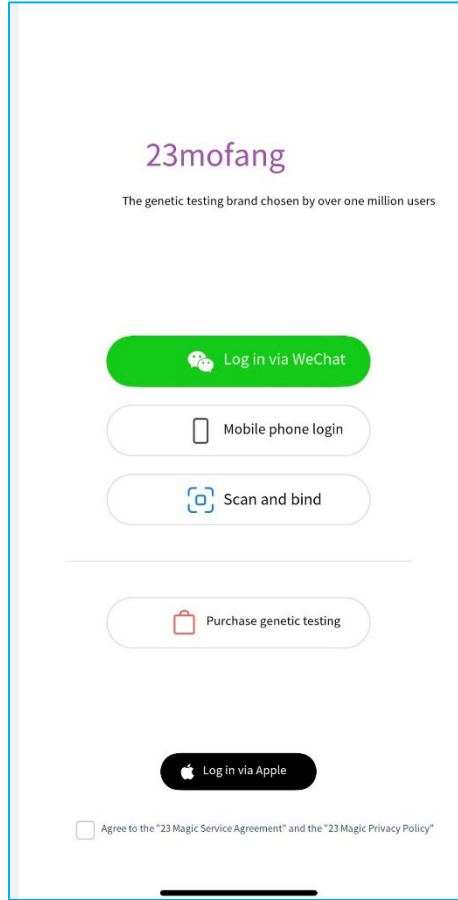 23mofang
The genetic testing brand chosen by over one million users
Log in via WeChat
Mobile phone login
Scan and bind
Purchase genetic testing
Log in via Apple
Agree to the "23 Magic Service Agreement" and the "23 Magic Privacy Policy"